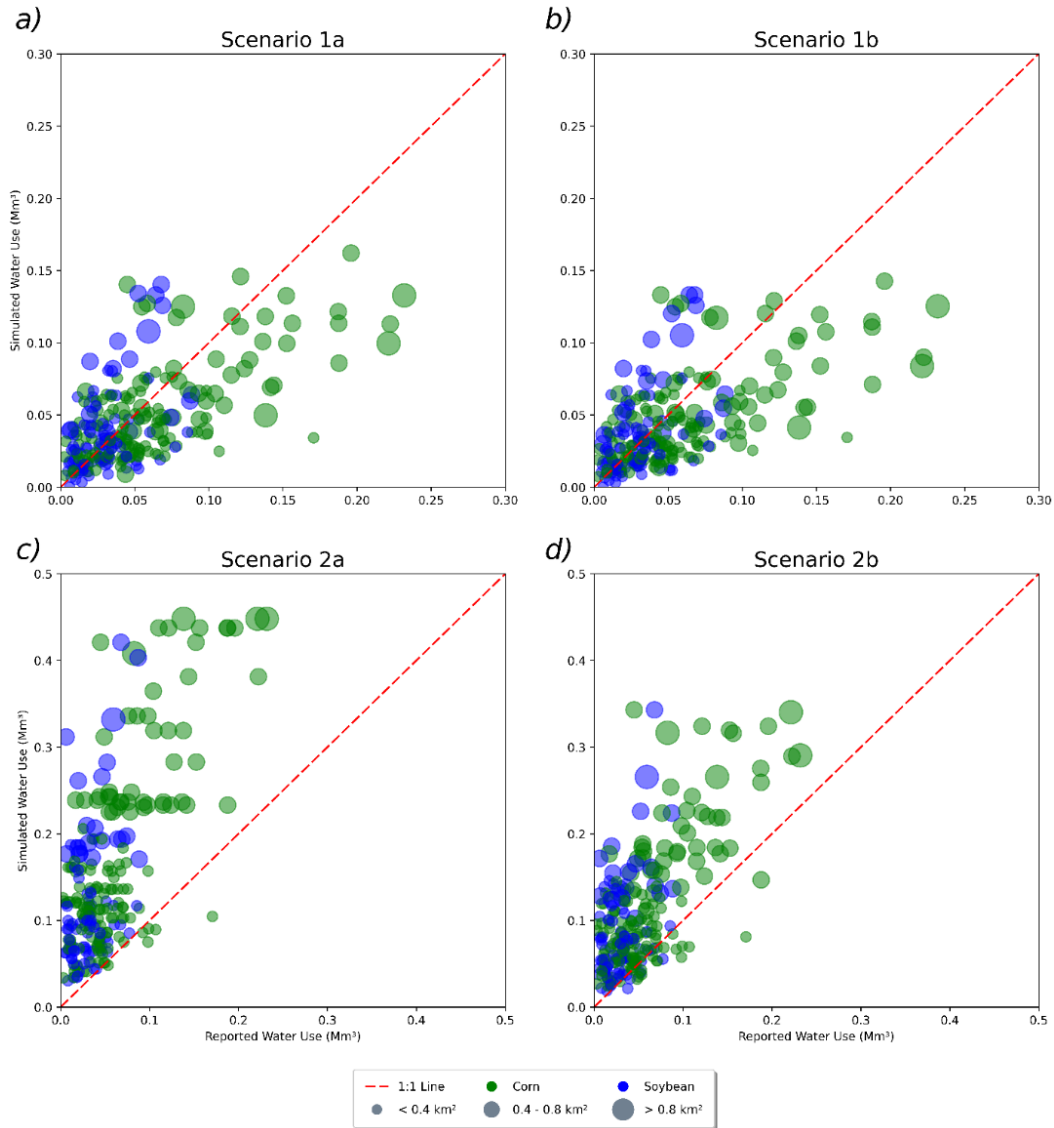 a)
Scenario 1a
0.30
0.25
0.20
0.15
0.10
0.05
0.00
Simulated Water Use (Mm³)
0.00 0.05 0.10 0.15 0.20 0.25 0.30
b)
Scenario 1b
0.30
0.25
0.20
0.15
0.10
0.05
0.00
0.00 0.05 0.10 0.15 0.20 0.25 0.30
c)
Scenario 2a
0.5
0.4
0.3
0.2
0.1
0.0
Simulated Water Use (Mm³)
0.0 0.1 0.2 0.3 0.4 0.5
Reported Water Use (Mm³)
d)
Scenario 2b
0.5
0.4
0.3
0.2
0.1
0.0
0.0 0.1 0.2 0.3 0.4 0.5
Reported Water Use (Mm³)
1:1 Line Corn Soybean
< 0.4 km² 0.4 - 0.8 km² > 0.8 km²